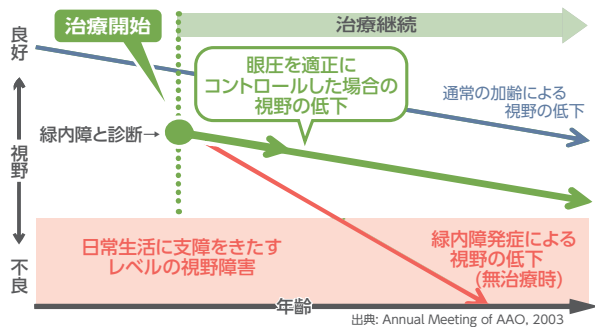 治療開始
治療継続
良好
眼圧を適正に
コントロールした場合の
視野の低下
通常の加齢による
視野の低下
緑内障と診断→
視野
日常生活に支障をきたす
レベルの視野障害
緑内障発症による
視野の低下
(無治療時)
不良
年齢
出典: Annual Meeting of AAO, 2003